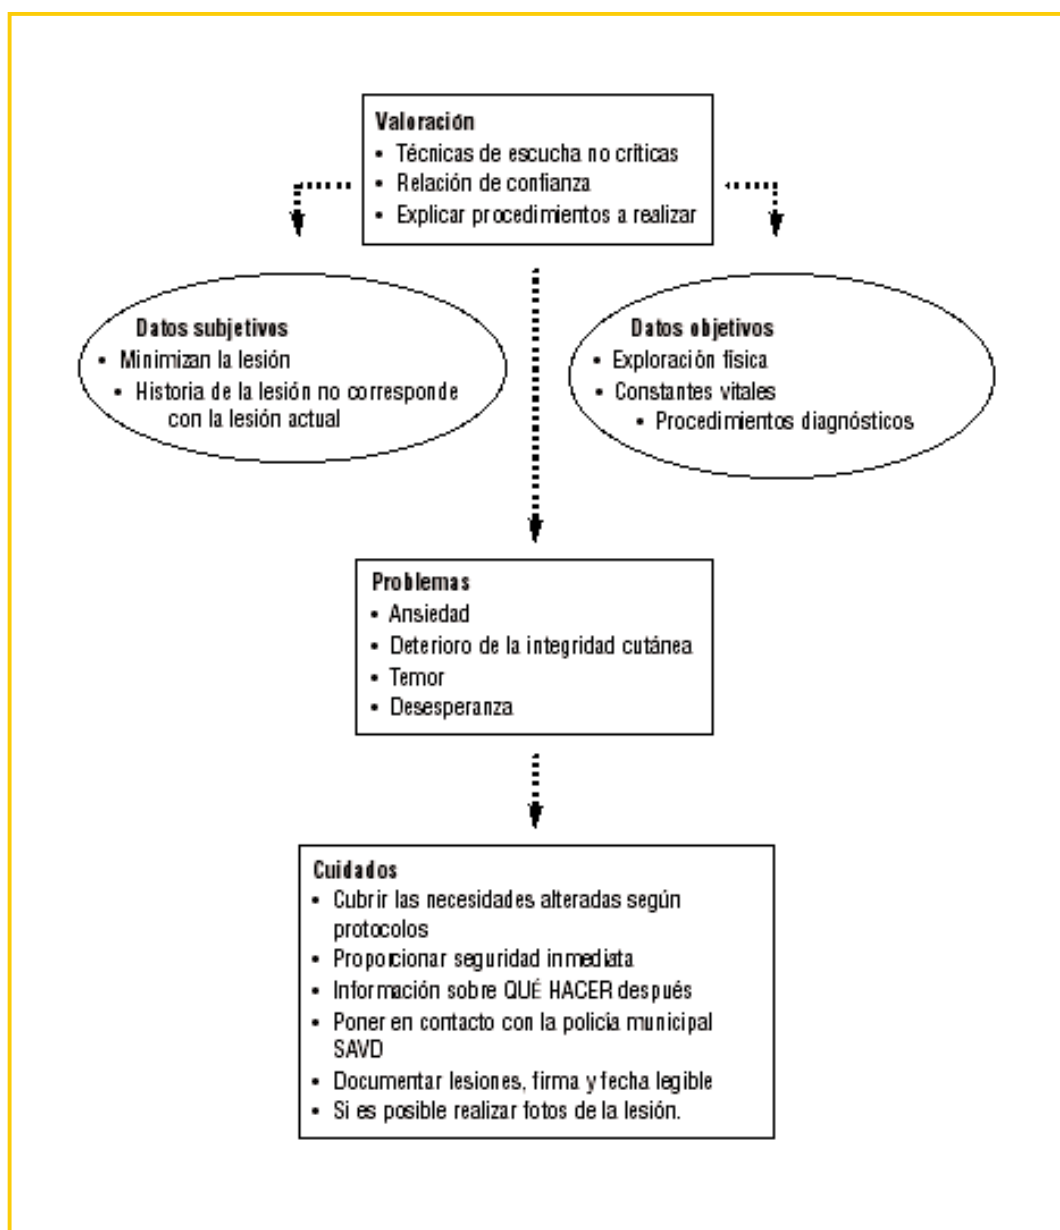 Valoración
• Técnicas de escucha no críticas
• Relación de confianza
• Explicar procedimientos a realizar
Datos subjetivos
• Minimizan la lesión
• Historia de la lesión no corresponde
con la lesión actual
Datos objetivos
• Exploración física
• Constantes vitales
• Procedimientos diagnósticos
Problemas
• Ansiedad
• Deterioro de la integridad cutánea
• Temor
• Desesperanza
Cuidados
• Cubrir las necesidades alteradas según
protocolos
• Proporcionar seguridad inmediata
• Información sobre QUÉ HACER después
• Poner en contacto con la policía municipal
SAVD
• Documentar lesiones, firma y fecha legible
• Si es posible realizar fotos de la lesión.